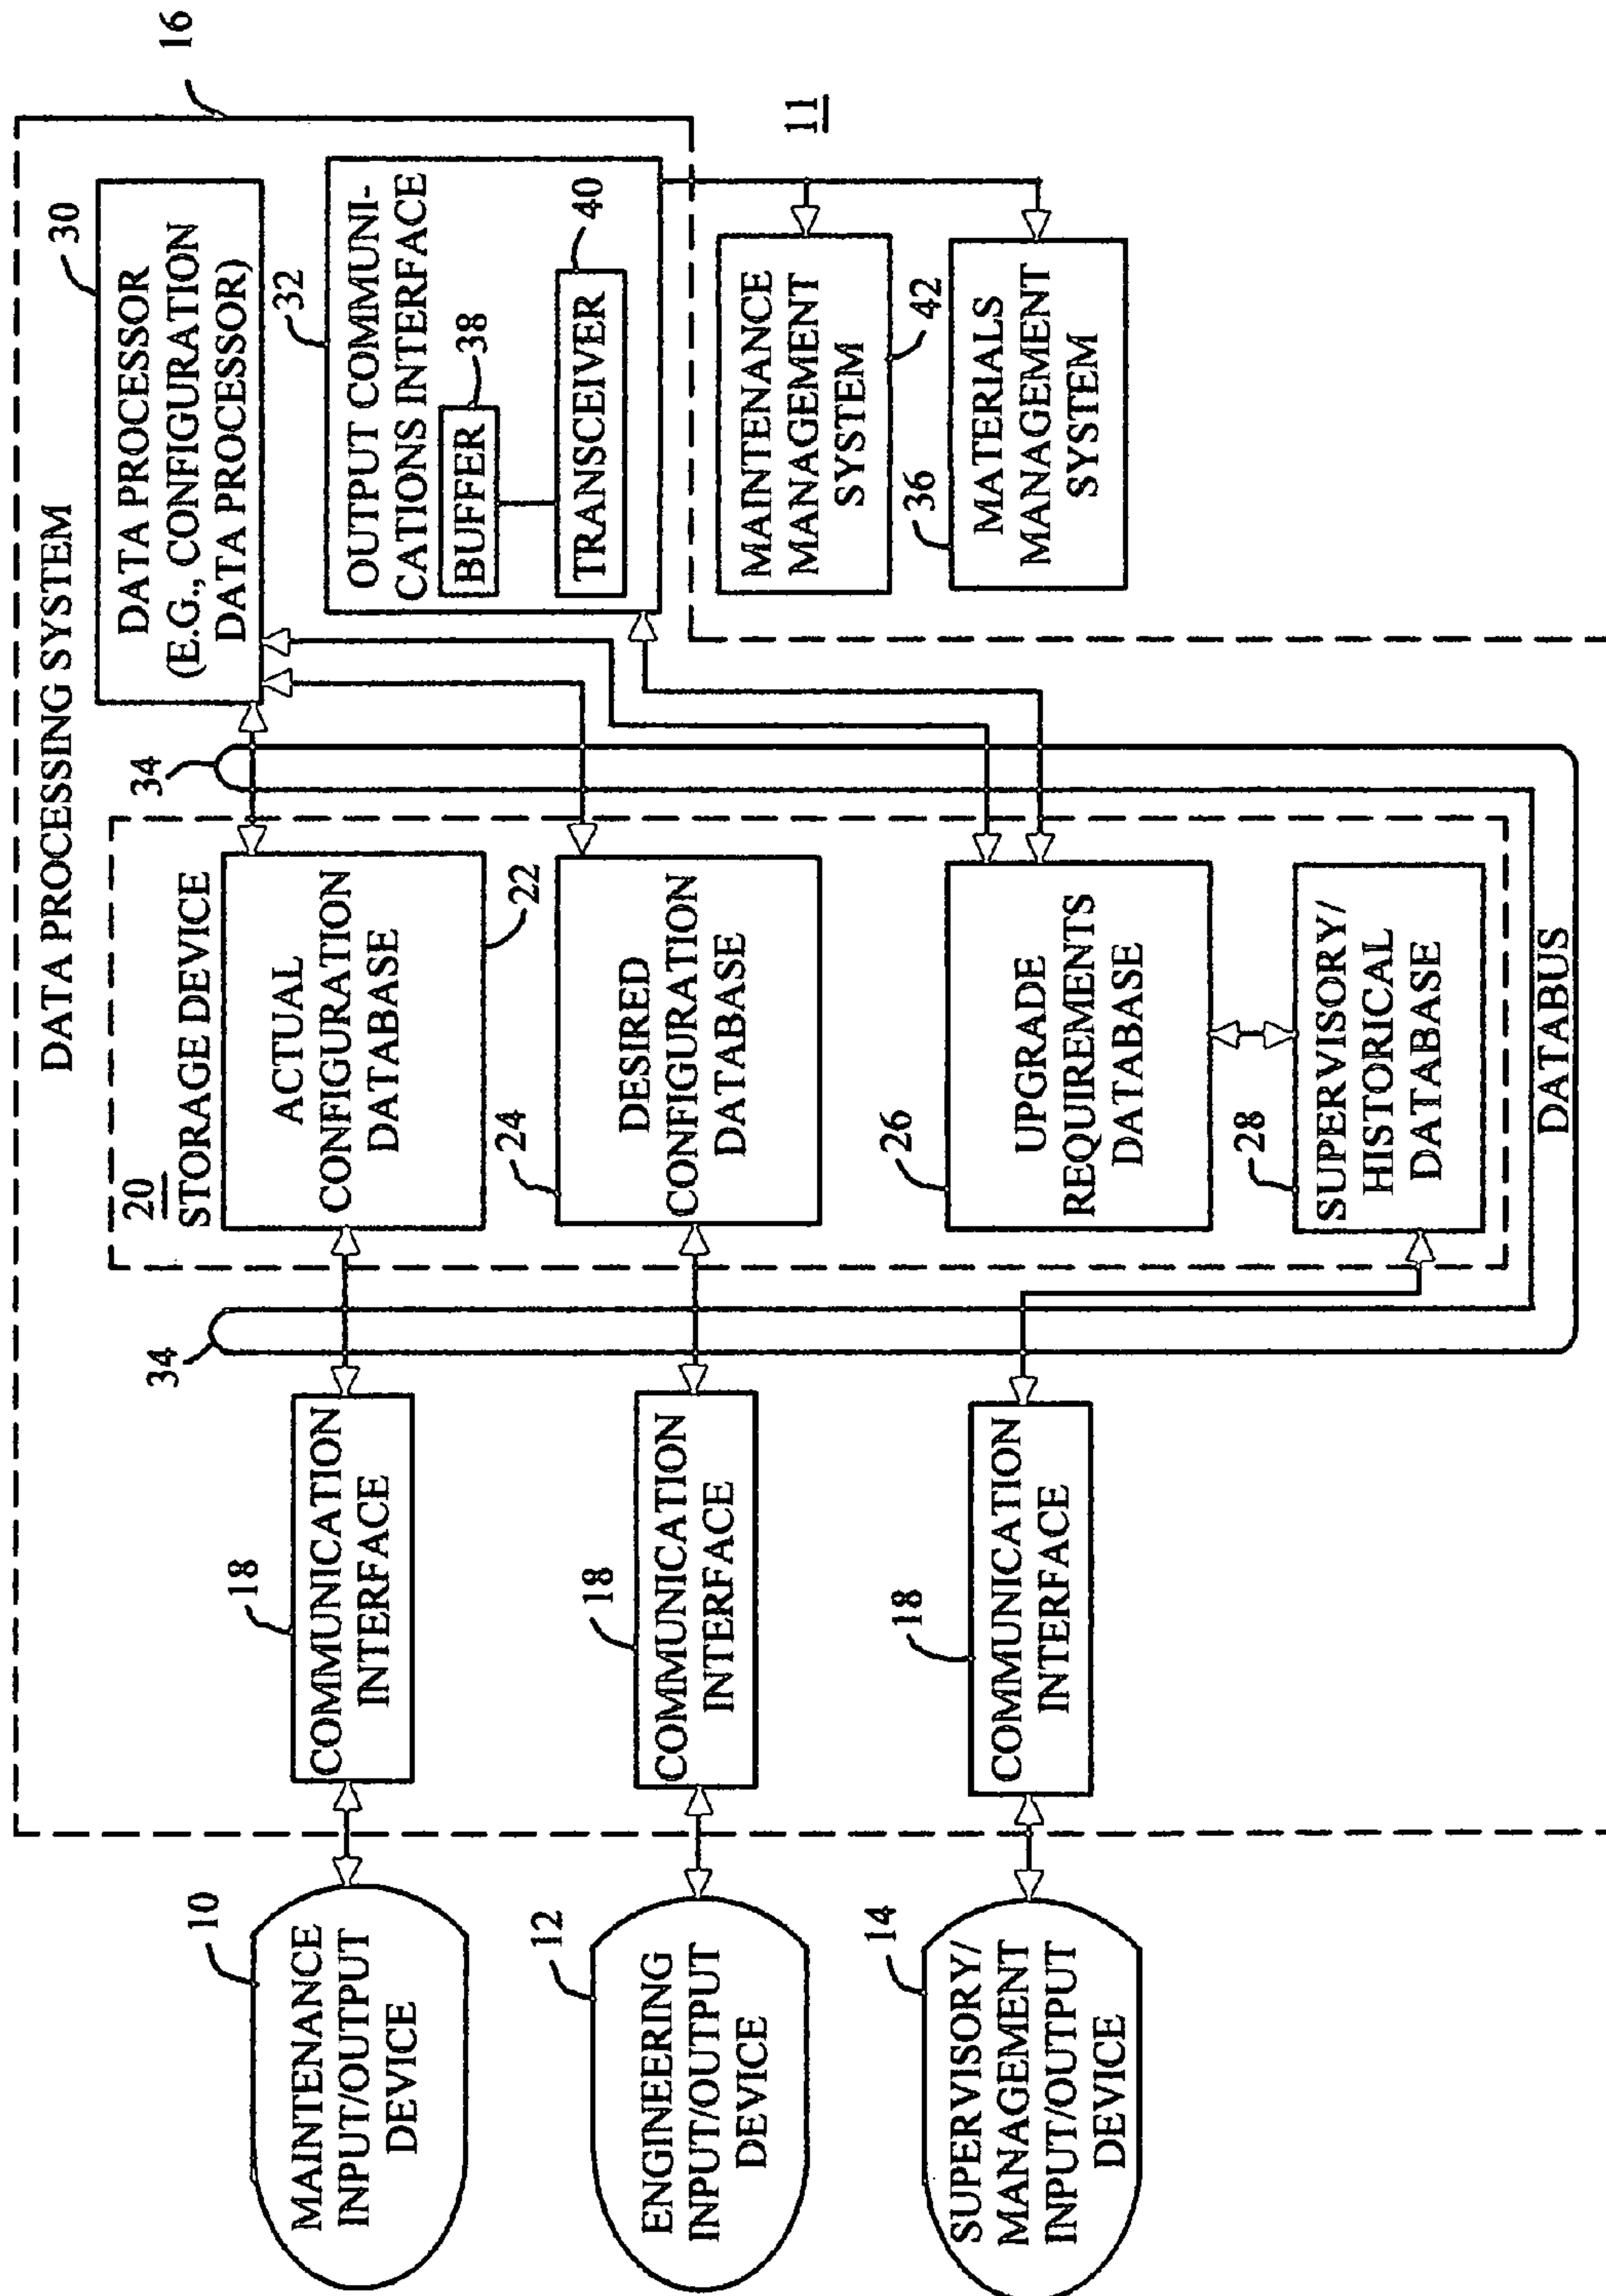 DATA PROCESSING SYSTEM
16
10
MAINTENANCE
INPUT/OUTPUT
DEVICE
18
COMMUNICATION
INTERFACE
34
20
STORAGE DEVICE
ACTUAL
CONFIGURATION
DATABASE
22
34
30
DATA PROCESSOR
(E.G., CONFIGURATION
DATA PROCESSOR)
12
ENGINEERING
INPUT/OUTPUT
DEVICE
18
COMMUNICATION
INTERFACE
24
DESIRED
CONFIGURATION
DATABASE
32
OUTPUT COMMUNI-
CATIONS INTERFACE
BUFFER
38
TRANSCEIVER
40
11
14
SUPERVISORY/
MANAGEMENT
INPUT/OUTPUT
DEVICE
18
COMMUNICATION
INTERFACE
26
UPGRADE
REQUIREMENTS
DATABASE
28
SUPERVISORY/
HISTORICAL
DATABASE
MAINTENANCE
MANAGEMENT
SYSTEM
42
36
MATERIALS
MANAGEMENT
SYSTEM
DATABUS